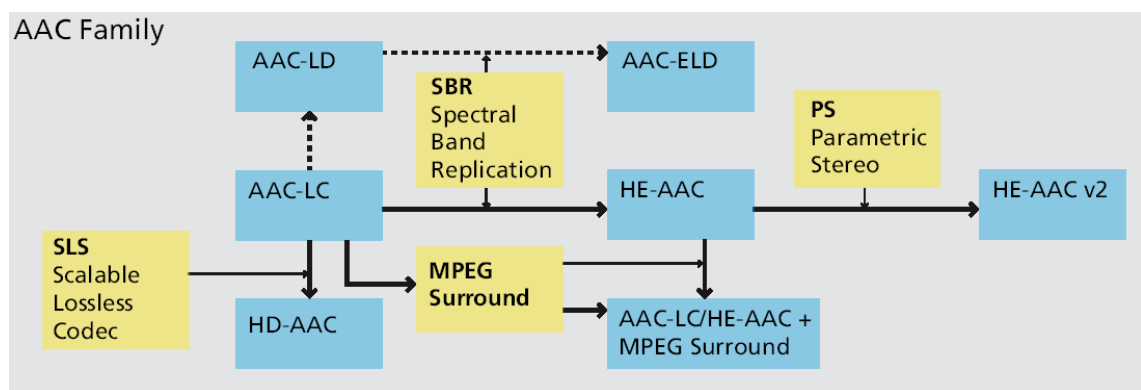 AAC Family
AAC-LD
AAC-ELD
SBR
Spectral
Band
Replication
PS
Parametric
Stereo
AAC-LC
HE-AAC
HE-AAC v2
SLS
Scalable
Lossless
Codec
MPEG
Surround
HD-AAC
AAC-LC/HE-AAC +
MPEG Surround